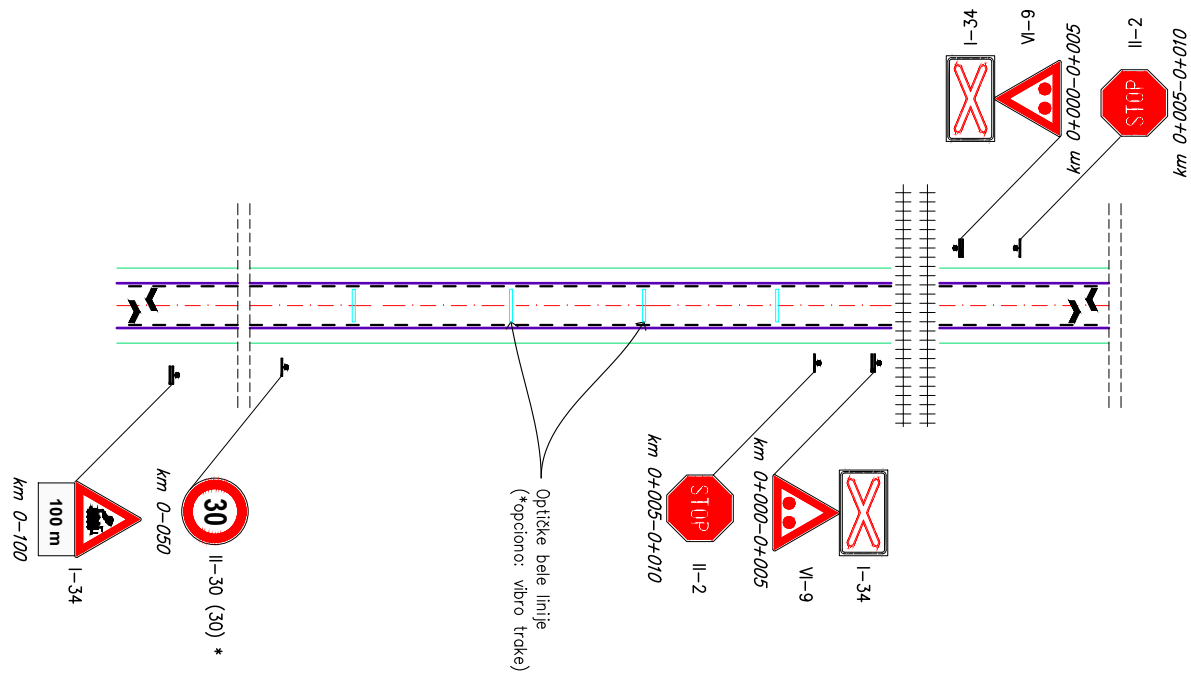 I-34
VI-9
km 0+000-0+005
II-2
km 0+005-0+010
STOP
km 0-100
100 m
I-34
km 0-050
30
II-30 (30) *
Optičke bele linije
(*opciono: vibro trake)
km 0+005-0+010
STOP
II-2
km 0+000-0+005
VI-9
I-34